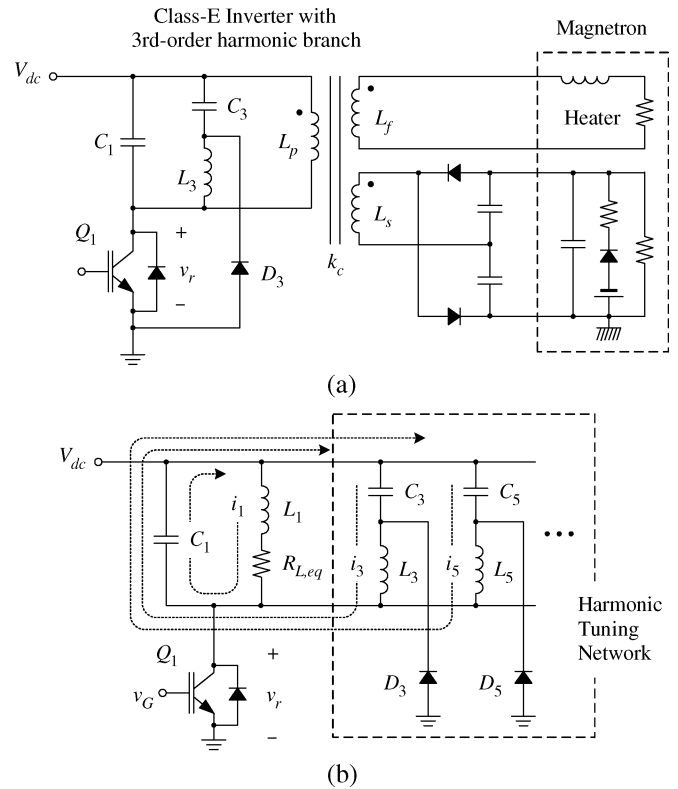 Class-E Inverter with
3rd-order harmonic branch
Magnetron
V_dc
C_1
C_3
L_3
L_p
L_f
Heater
L_s
Q_1
+
v_r
−
D_3
k_c
(a)
V_dc
C_1
i_1
L_1
R_L,eq
i_3
C_3
L_3
i_5
C_5
L_5
...
Harmonic
Tuning
Network
Q_1
v_G
+
v_r
−
D_3
D_5
(b)